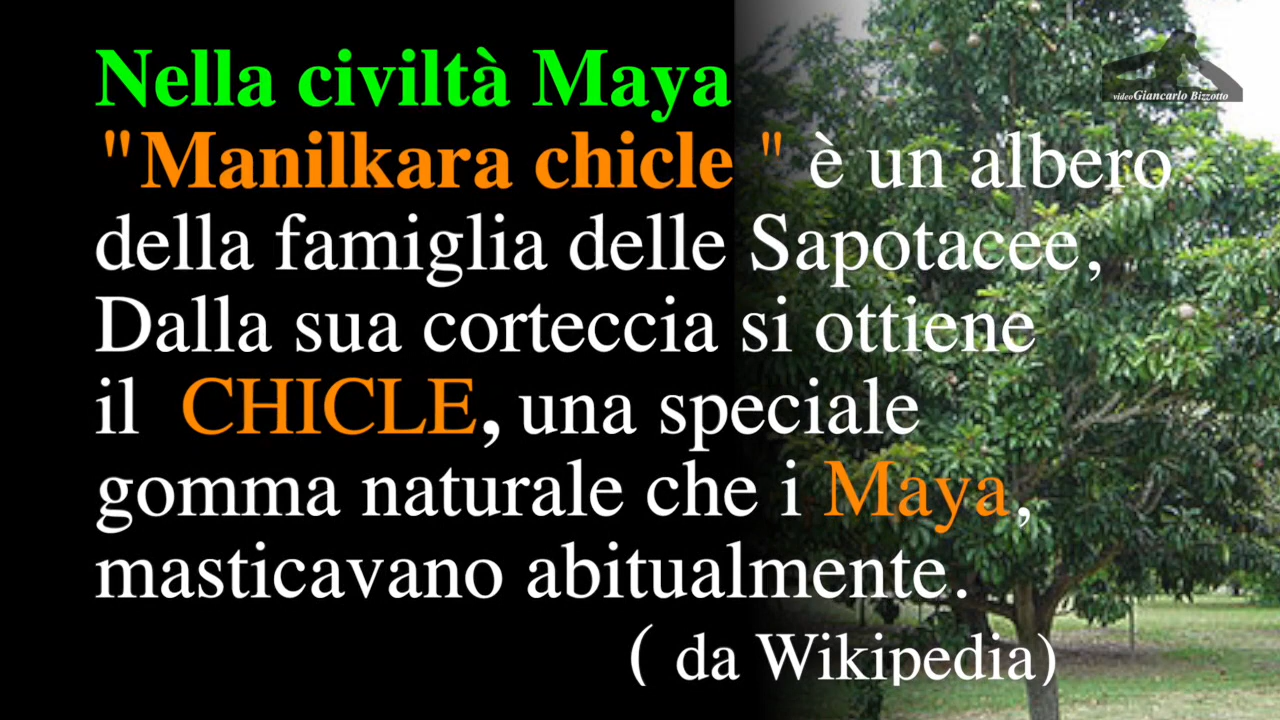 videoGiancarlo Bizzotto
Nella civiltà Maya
"Manilkara chicle " è un albero
della famiglia delle Sapotacee,
Dalla sua corteccia si ottiene
il CHICLE, una speciale
gomma naturale che i Maya,
masticavano abitualmente.
( da Wikipedia)